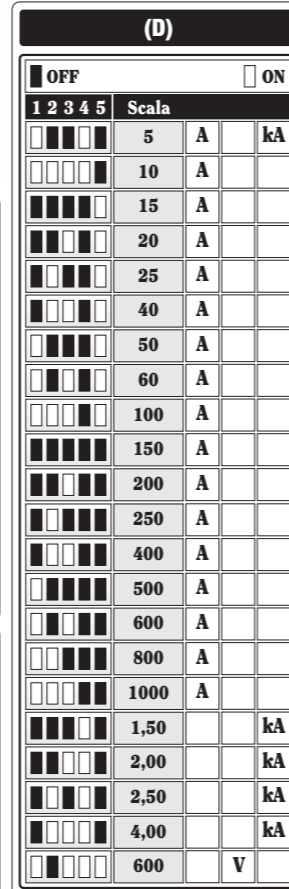 (D)
OFF ON
1 2 3 4 5 Scala
5 A kA
10 A
15 A
20 A
25 A
40 A
50 A
60 A
100 A
150 A
200 A
250 A
400 A
500 A
600 A
800 A
1000 A
1,50 kA
2,00 kA
2,50 kA
4,00 kA
600 V